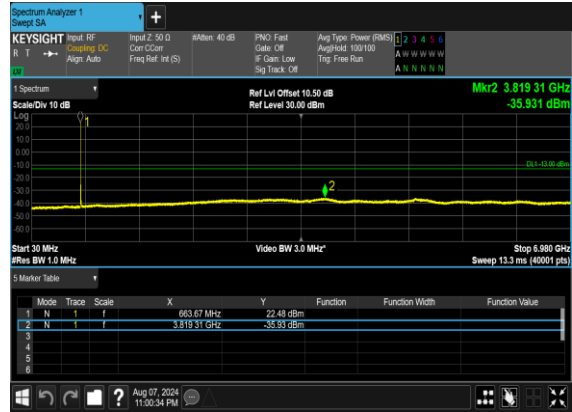 Spectrum Analyzer 1
Swept SA
KEYSIGHT Input: RF Input Z: 50 Ω #Atten: 40 dB PNO: Fast Avg Type: Power (RMS) 1 2 3 4 5 6
R T Coupling: DC Corr CCorr Gate: Off Avg|Hold: 100/100 A W W W W W
Align: Auto Freq Ref: Int (S) IF Gain: Low Trig: Free Run
Sig Track: Off A N N N N N
1 Spectrum Ref Lvl Offset 10.50 dB Mkr2 3.819 31 GHz
Scale/Div 10 dB Ref Level 30.00 dBm -35.931 dBm
Log
20.0
10.0
0.00
-10.0
-20.0
-30.0
-40.0
-50.0
-60.0
1
DL1 -13.00 dBm
2
Start 30 MHz Video BW 3.0 MHz* Stop 6.980 GHz
#Res BW 1.0 MHz Sweep 13.3 ms (40001 pts)
5 Marker Table
Mode Trace Scale X Y Function Function Width Function Value
1 N 1 f 663.67 MHz 22.48 dBm
2 N 1 f 3.819 31 GHz -35.93 dBm
3
4
5
6
? Aug 07, 2024
11:00:34 PM